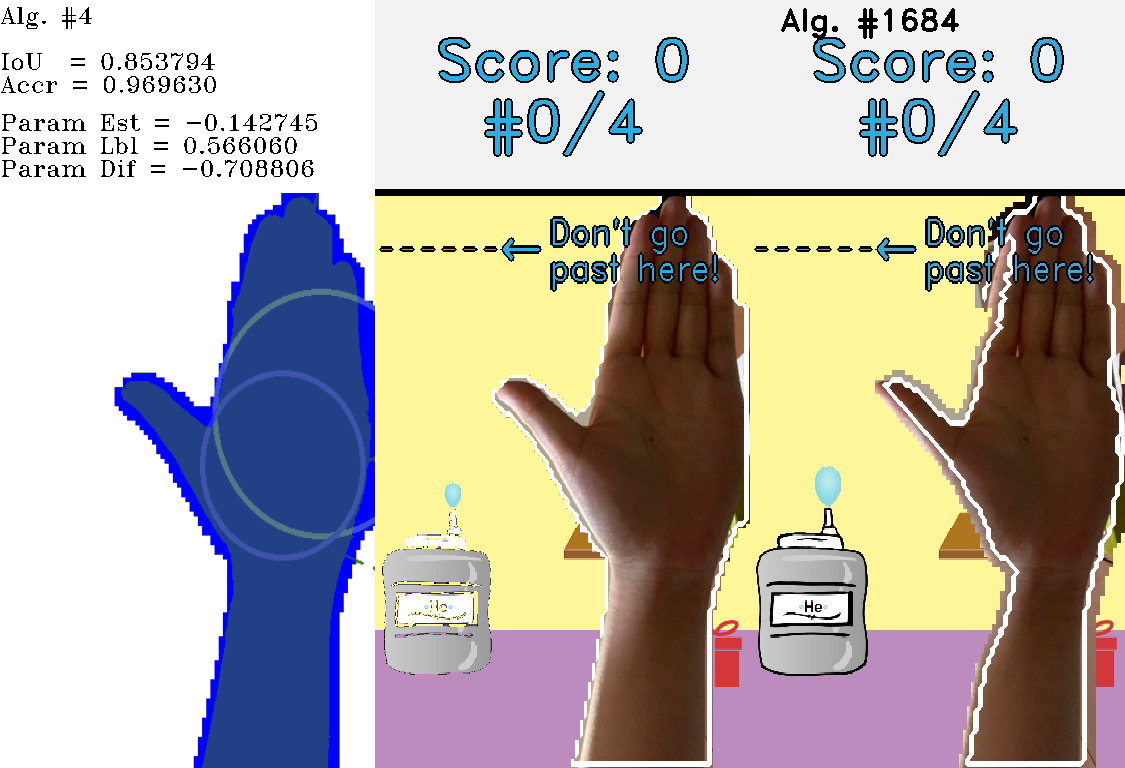 Alg. #4
IoU = 0.853794
Accr = 0.969630
Param Est = −0.142745
Param Lbl = 0.566060
Param Dif = −0.708806
Score: 0
#0/4
←Don't go
past here!
He
Alg. #1684
Score: 0
#0/4
←Don't go
past here!
He